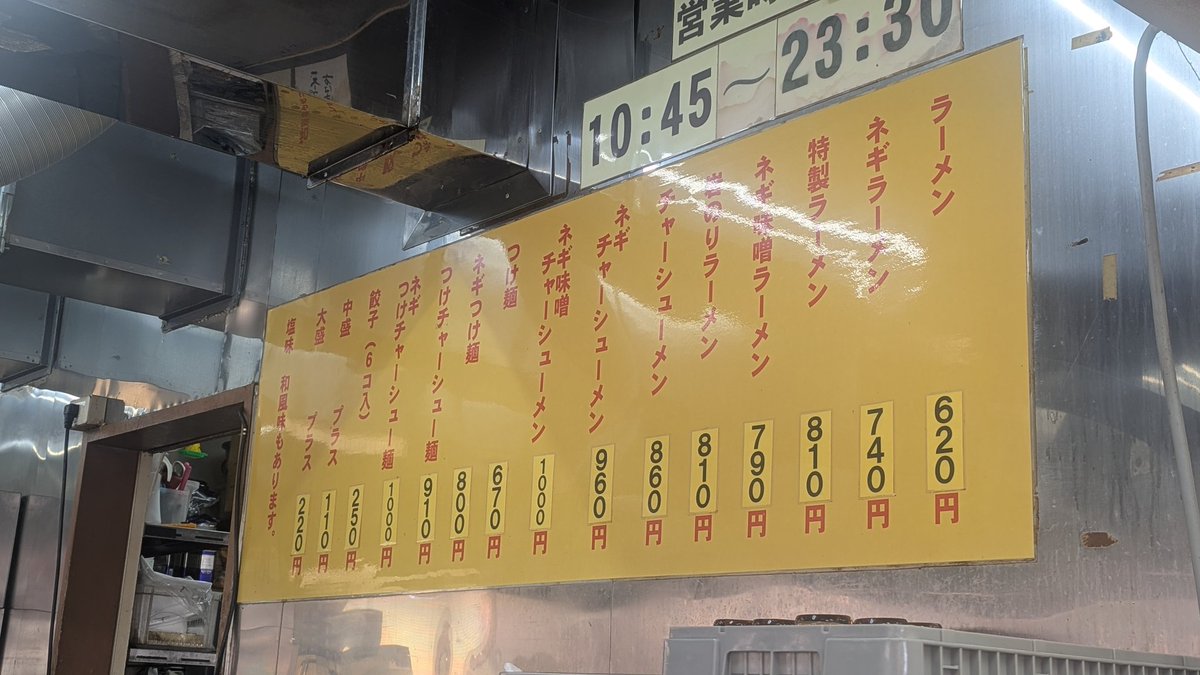 営業
10:45～23:30
ラーメン 620円
ネギラーメン 740円
特製ラーメン 810円
ネギ味噌ラーメン 790円
岩のりラーメン 810円
チャーシューメン 860円
ネギ
チャーシューメン 960円
ネギ味噌
チャーシューメン 1000円
つけ麺 670円
ネギつけ麺 800円
つけチャーシュー麺 910円
ネギ
つけチャーシュー麺 1000円
餃子(6コ入) 250円
中盛 プラス 110円
大盛 プラス 220円
塩味 和風味もあります。